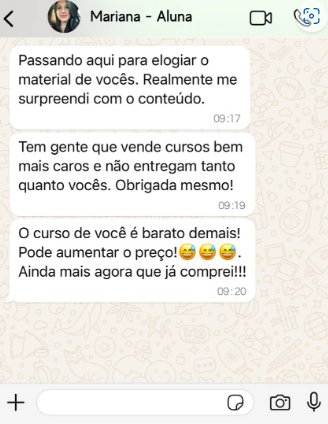 Mariana - Aluna
Passando aqui para elogiar o
material de vocês. Realmente me
surpreendi com o conteúdo.
09:17
Tem gente que vende cursos bem
mais caros e não entregam tanto
quanto vocês. Obrigada mesmo!
09:19
O curso de você é barato demais!
Pode aumentar o preço!😅😅😅.
Ainda mais agora que já comprei!!!
09:20